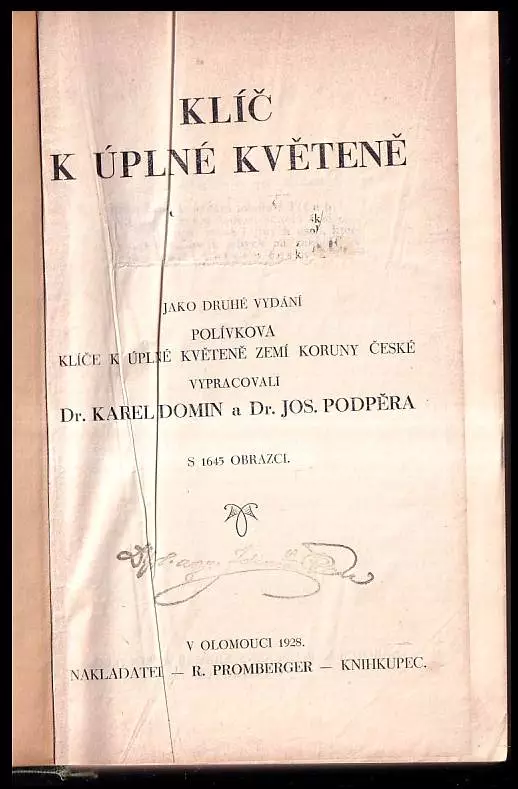 KLÍČ
K ÚPLNÉ KVĚTENĚ
JAKO DRUHÉ VYDÁNÍ
POLÍVKOVA
KLÍČE K ÚPLNÉ KVĚTENĚ ZEMÍ KORUNY ČESKÉ
VYPRACOVALI
Dr. KAREL DOMIN a Dr. JOS. PODPĚRA
S 1645 OBRAZCI.
V OLOMOUCI 1928.
NAKLADATEL — R. PROMBERGER — KNIHKUPEC.